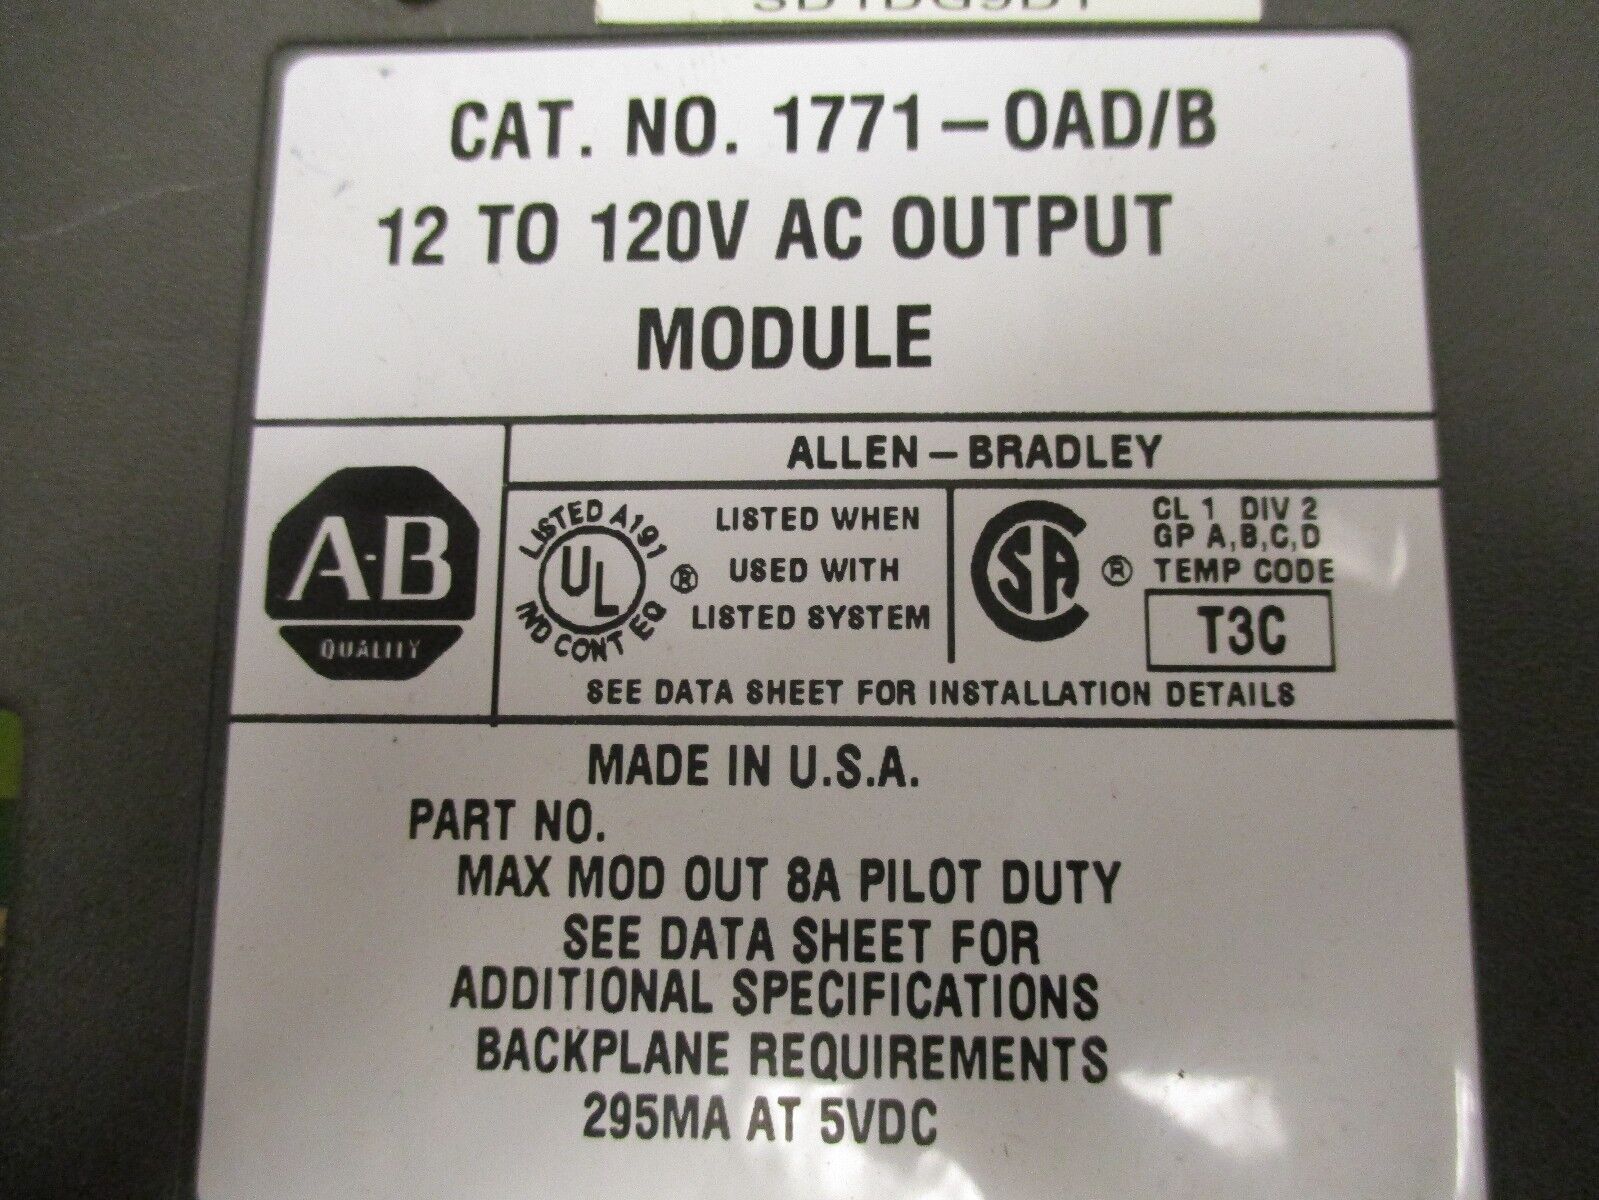 CAT. NO. 1771-OAD/B
12 TO 120V AC OUTPUT
MODULE
ALLEN-BRADLEY
A-B
QUALITY
LISTED A191
UL
IND CONT EQ
®
LISTED WHEN
USED WITH
LISTED SYSTEM
SA
®
CL 1 DIV 2
GP A,B,C,D
TEMP CODE
T3C
SEE DATA SHEET FOR INSTALLATION DETAILS
MADE IN U.S.A.
PART NO.
MAX MOD OUT 8A PILOT DUTY
SEE DATA SHEET FOR
ADDITIONAL SPECIFICATIONS
BACKPLANE REQUIREMENTS
295MA AT 5VDC